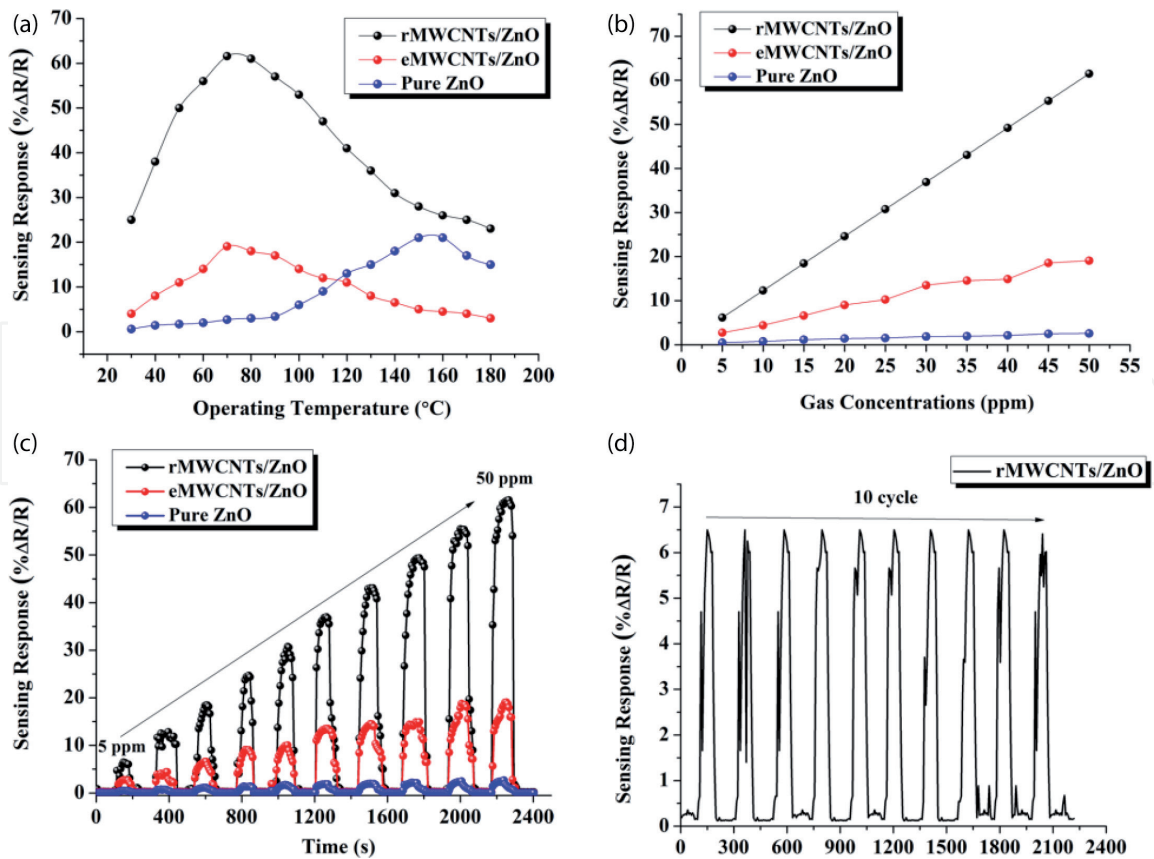 (a)
Sensing Response (%ΔR/R)
70
60
50
40
30
20
10
0
rMWCNTs/ZnO
eMWCNTs/ZnO
Pure ZnO
20 40 60 80 100 120 140 160 180 200
Operating Temperature (°C)
(b)
Sensing Response (%ΔR/R)
70
60
50
40
30
20
10
0
rMWCNTs/ZnO
eMWCNTs/ZnO
Pure ZnO
0 5 10 15 20 25 30 35 40 45 50 55
Gas Concentrations (ppm)
(c)
Sensing Response (%ΔR/R)
70
60
50
40
30
20
10
0
rMWCNTs/ZnO
eMWCNTs/ZnO
Pure ZnO
50 ppm
5 ppm
0 400 800 1200 1600 2000 2400
Time (s)
(d)
Sensing Response (%ΔR/R)
7
6
5
4
3
2
1
0
rMWCNTs/ZnO
10 cycle
0 300 600 900 1200 1500 1800 2100 2400